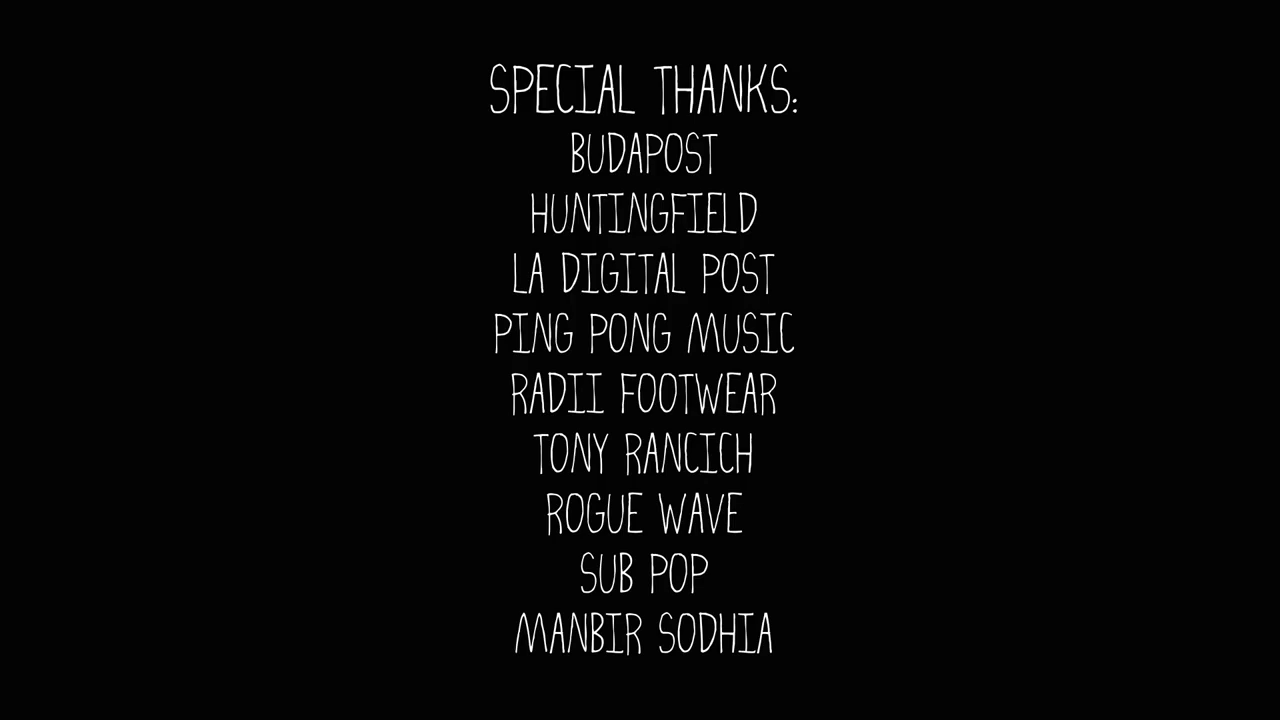 SPECIAL THANKS:
BUDAPOST
HUNTINGFIELD
LA DIGITAL POST
PING PONG MUSIC
RADII FOOTWEAR
TONY RANCICH
ROGUE WAVE
SUB POP
MANBIR SODHIA